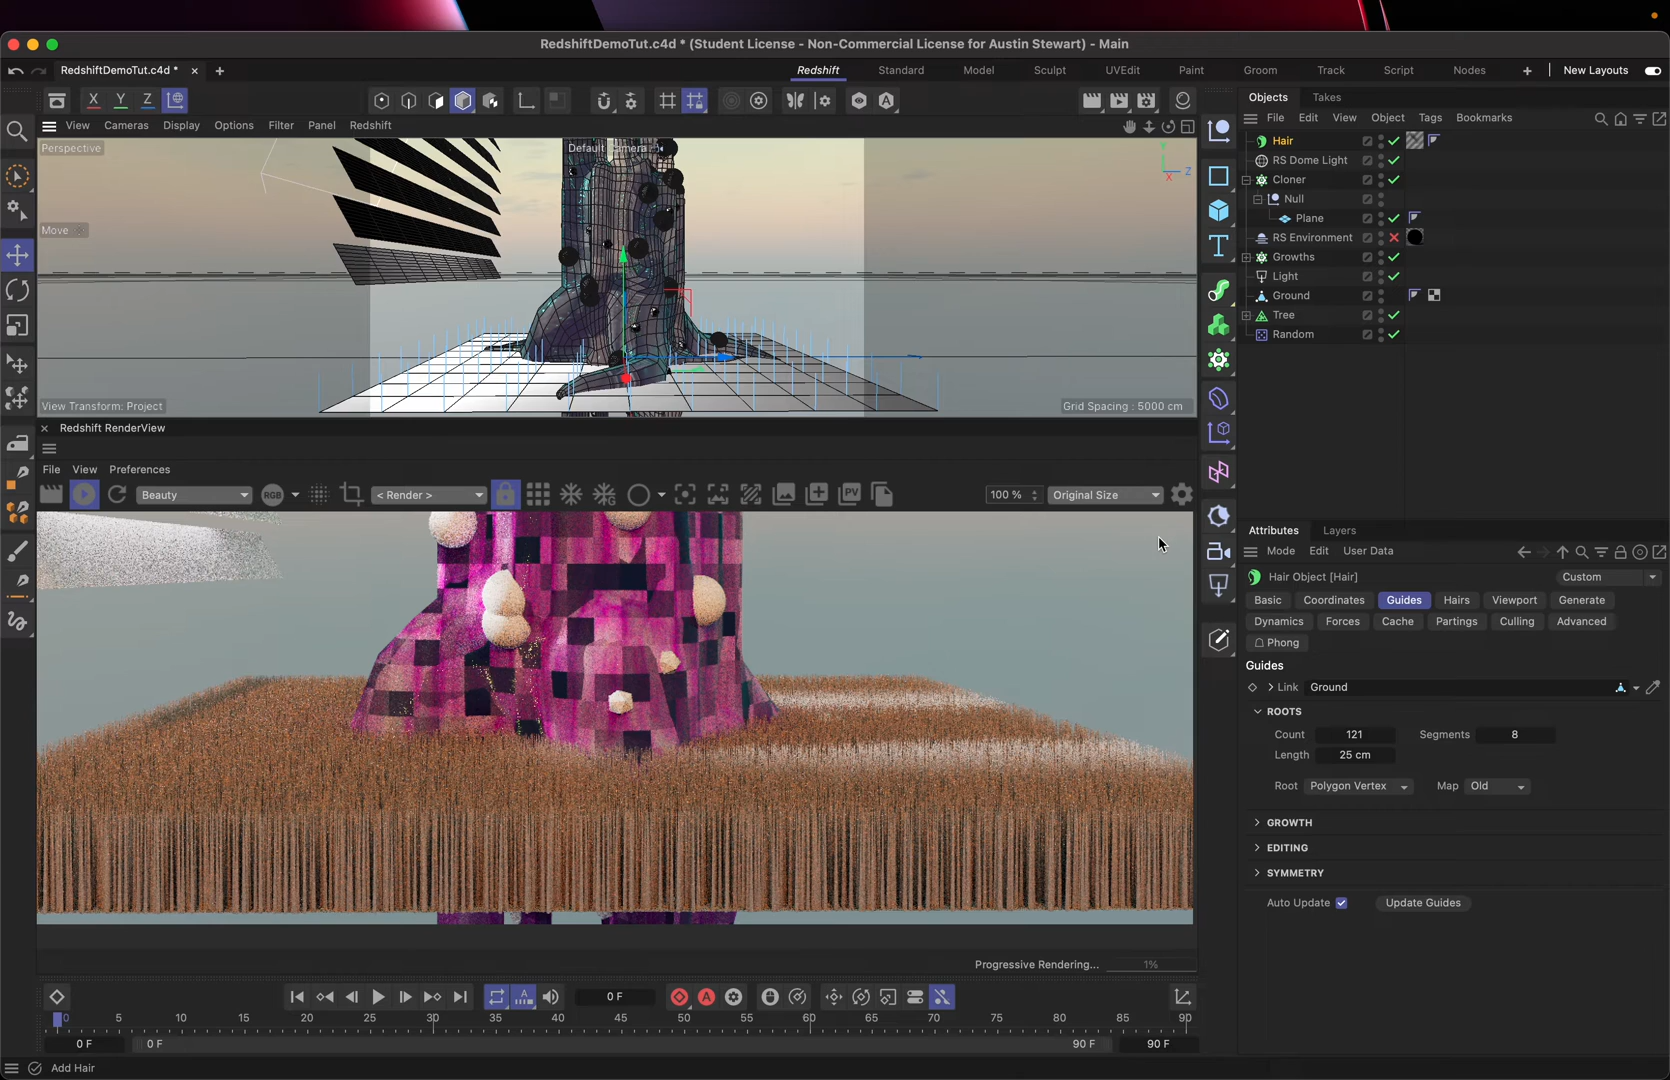 RedshiftDemoTut.c4d * (Student License - Non-Commercial License for Austin Stewart) - Main
RedshiftDemoTut.c4d *
Redshift
Standard
Model
Sculpt
UVEdit
Paint
Groom
Track
Script
Nodes
New Layouts
X
Y
Z
Objects
Takes
View
Cameras
Display
Options
Filter
Panel
Redshift
File
Edit
View
Object
Tags
Bookmarks
Perspective
Default Camera
Y
Z
X
Move
View Transform: Project
Grid Spacing : 5000 cm
Hair
RS Dome Light
Cloner
Null
Plane
RS Environment
Growths
Light
Ground
Tree
Random
Redshift RenderView
File
View
Preferences
Beauty
RGB
< Render >
PV
100 %
Original Size
Progressive Rendering...
1%
Attributes
Layers
Mode
Edit
User Data
Hair Object [Hair]
Custom
Basic
Coordinates
Guides
Hairs
Viewport
Generate
Dynamics
Forces
Cache
Partings
Culling
Advanced
Phong
Guides
Link
Ground
ROOTS
Count
121
Segments
8
Length
25 cm
Root
Polygon Vertex
Map
Old
GROWTH
EDITING
SYMMETRY
Auto Update
Update Guides
0 F
0
5
10
15
20
25
30
35
40
45
50
55
60
65
70
75
80
85
90
0 F
0 F
90 F
90 F
Add Hair